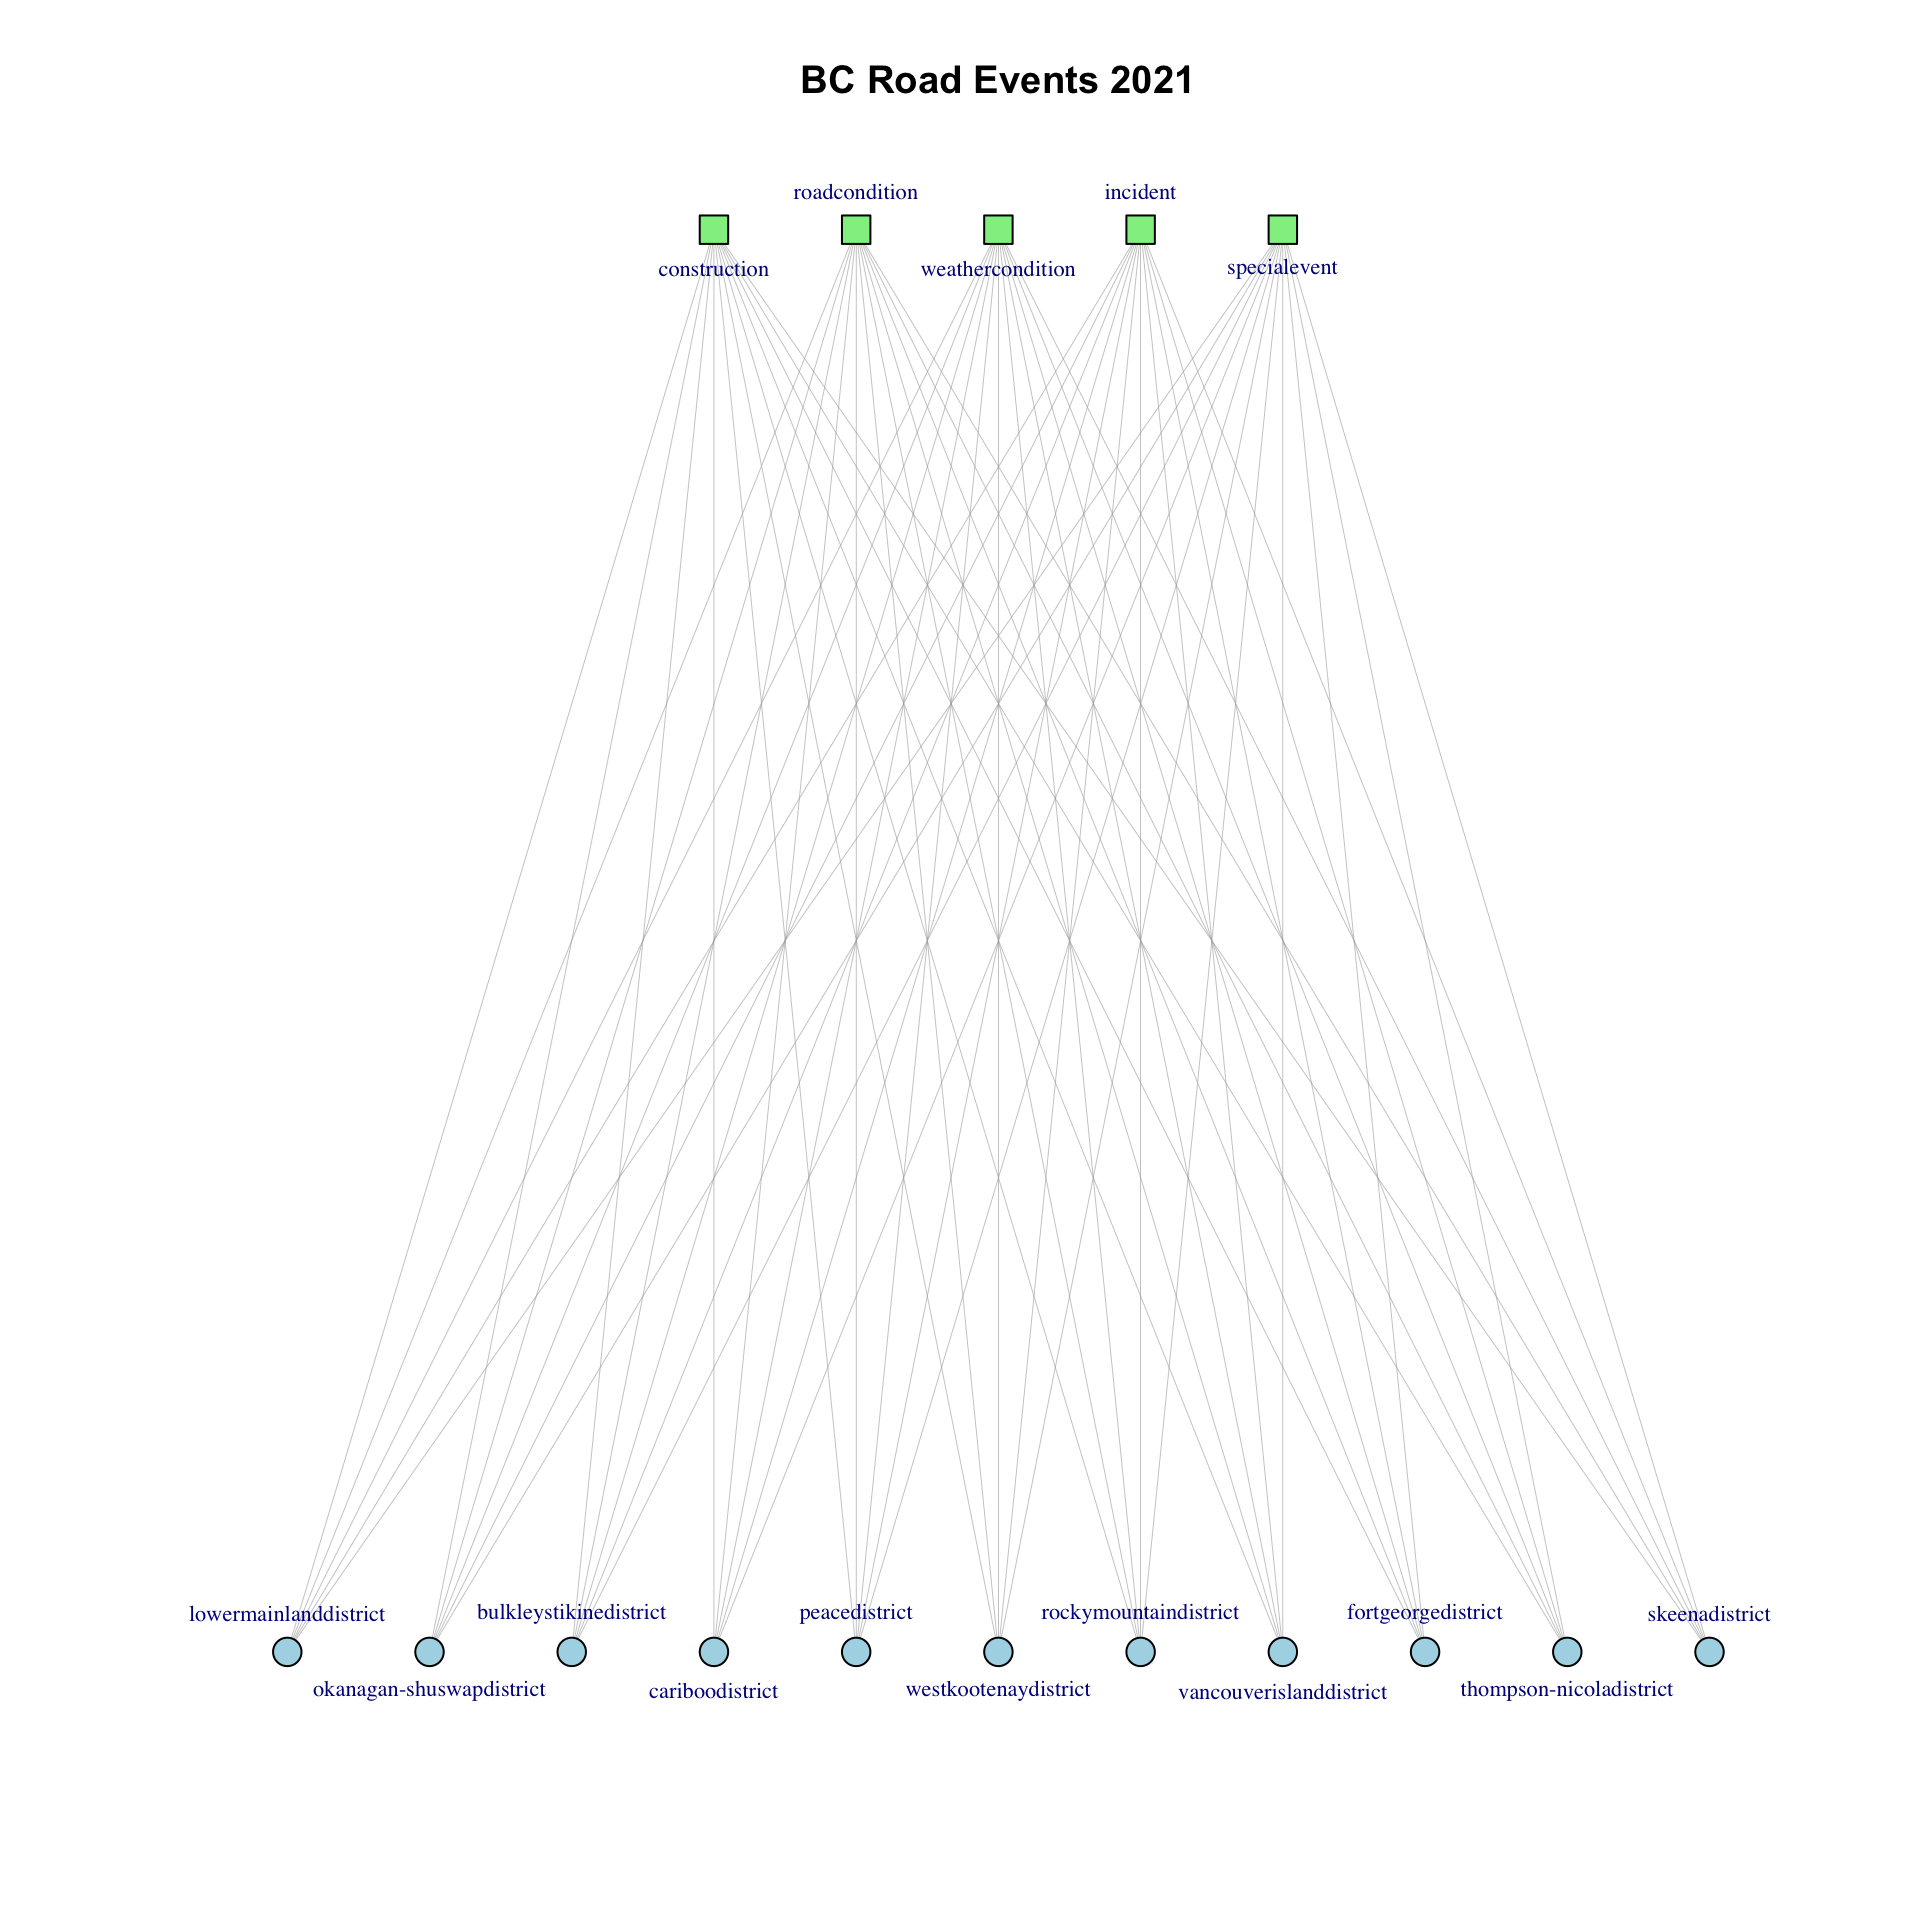 BC Road Events 2021
roadcondition
incident
construction
weathercondition
specialevent
lowermainlanddistrict
bulkleystikinedistrict
peacedistrict
rockymountaindistrict
fortgeorgedistrict
skeenadistrict
okanagan-shuswapdistrict
cariboodistrict
westkootenaydistrict
vancouverislanddistrict
thompson-nicoladistrict